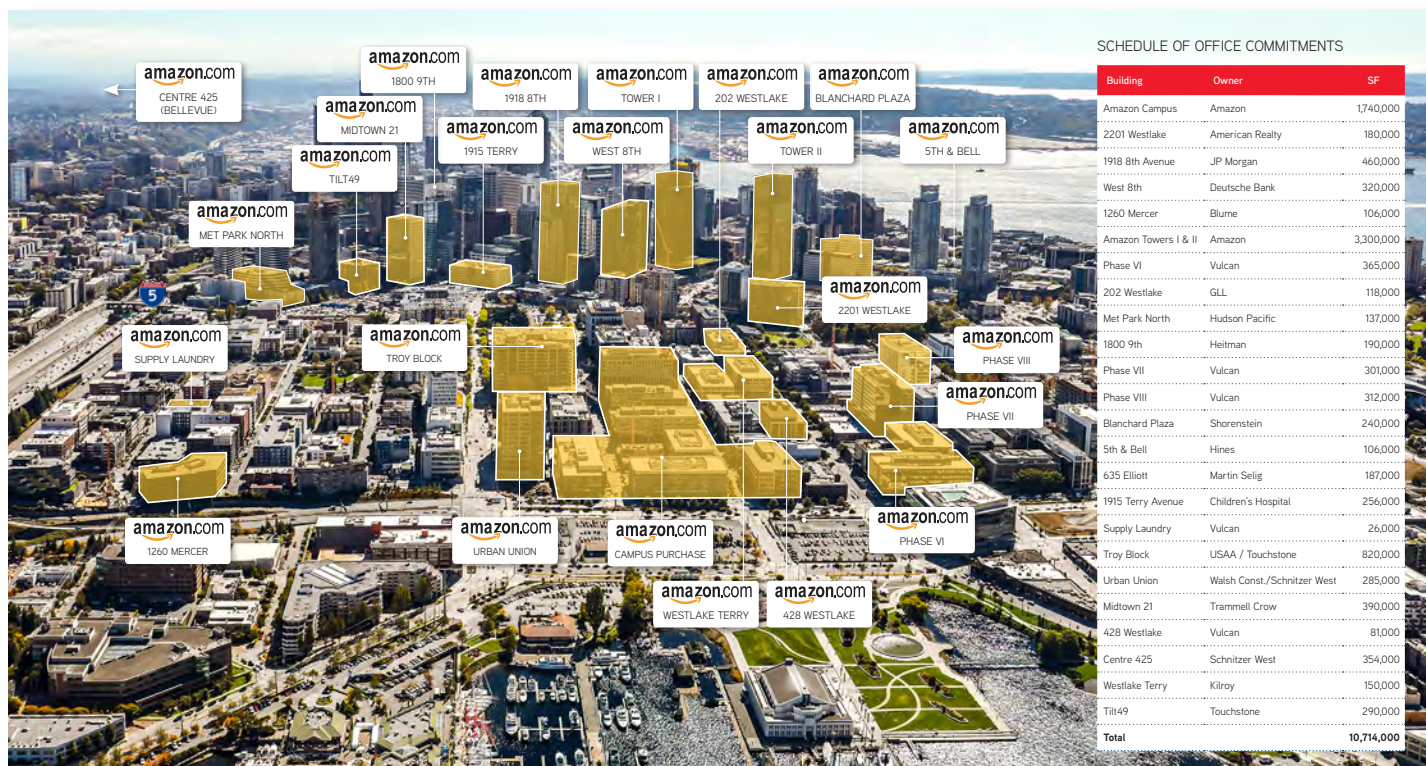 amazon.com
CENTRE 425
(BELLEVUE)
amazon.com
1800 9TH
amazon.com
MIDTOWN 21
amazon.com
TILT49
amazon.com
MET PARK NORTH
amazon.com
1918 8TH
amazon.com
1915 TERRY
amazon.com
TOWER I
amazon.com
WEST 8TH
amazon.com
202 WESTLAKE
amazon.com
BLANCHARD PLAZA
amazon.com
TOWER II
amazon.com
5TH & BELL
5
amazon.com
2201 WESTLAKE
amazon.com
SUPPLY LAUNDRY
amazon.com
TROY BLOCK
amazon.com
PHASE VIII
amazon.com
PHASE VII
amazon.com
1260 MERCER
amazon.com
URBAN UNION
amazon.com
CAMPUS PURCHASE
amazon.com
PHASE VI
amazon.com
WESTLAKE TERRY
amazon.com
428 WESTLAKE
SCHEDULE OF OFFICE COMMITMENTS
Building Owner SF
Amazon Campus Amazon 1,740,000
2201 Westlake American Realty 180,000
1918 8th Avenue JP Morgan 460,000
West 8th Deutsche Bank 320,000
1260 Mercer Blume 106,000
Amazon Towers I & II Amazon 3,300,000
Phase VI Vulcan 365,000
202 Westlake GLL 118,000
Met Park North Hudson Pacific 137,000
1800 9th Heitman 190,000
Phase VII Vulcan 301,000
Phase VIII Vulcan 312,000
Blanchard Plaza Shorenstein 240,000
5th & Bell Hines 106,000
635 Elliott Martin Selig 187,000
1915 Terry Avenue Children's Hospital 256,000
Supply Laundry Vulcan 26,000
Troy Block USAA / Touchstone 820,000
Urban Union Walsh Const./Schnitzer West 285,000
Midtown 21 Trammell Crow 390,000
428 Westlake Vulcan 81,000
Centre 425 Schnitzer West 354,000
Westlake Terry Kilroy 150,000
Tilt49 Touchstone 290,000
Total 10,714,000